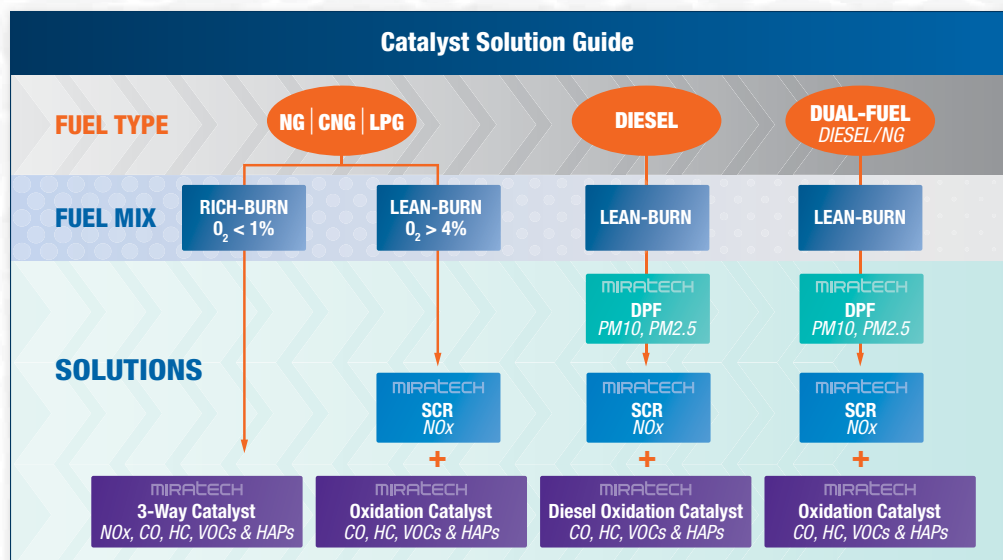 Catalyst Solution Guide
FUEL TYPE
NG | CNG | LPG
DIESEL
DUAL-FUEL
DIESEL/NG
FUEL MIX
RICH-BURN
O₂ < 1%
LEAN-BURN
O₂ > 4%
LEAN-BURN
LEAN-BURN
SOLUTIONS
MIRATECH
DPF
PM10, PM2.5
MIRATECH
DPF
PM10, PM2.5
MIRATECH
SCR
NOx
MIRATECH
SCR
NOx
MIRATECH
SCR
NOx
+
+
+
MIRATECH
3-Way Catalyst
NOx, CO, HC, VOCs & HAPs
MIRATECH
Oxidation Catalyst
CO, HC, VOCs & HAPs
MIRATECH
Diesel Oxidation Catalyst
CO, HC, VOCs & HAPs
MIRATECH
Oxidation Catalyst
CO, HC, VOCs & HAPs